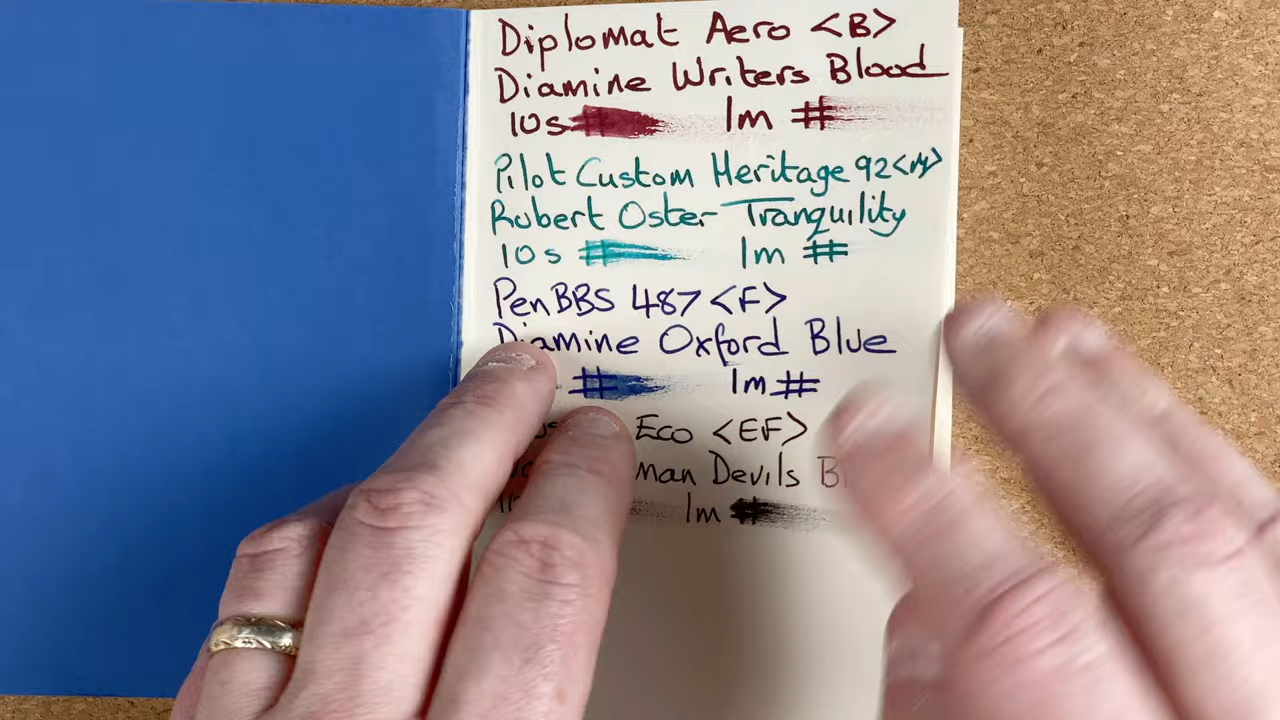 Diplomat Aero <B>
Diamine Writers Blood
10s # 1m #
Pilot Custom Heritage 92 <M>
Robert Oster Tranquility
10s # 1m #
PenBBS 487 <F>
Diamine Oxford Blue
# 1m #
Eco <EF>
Devils
1m #